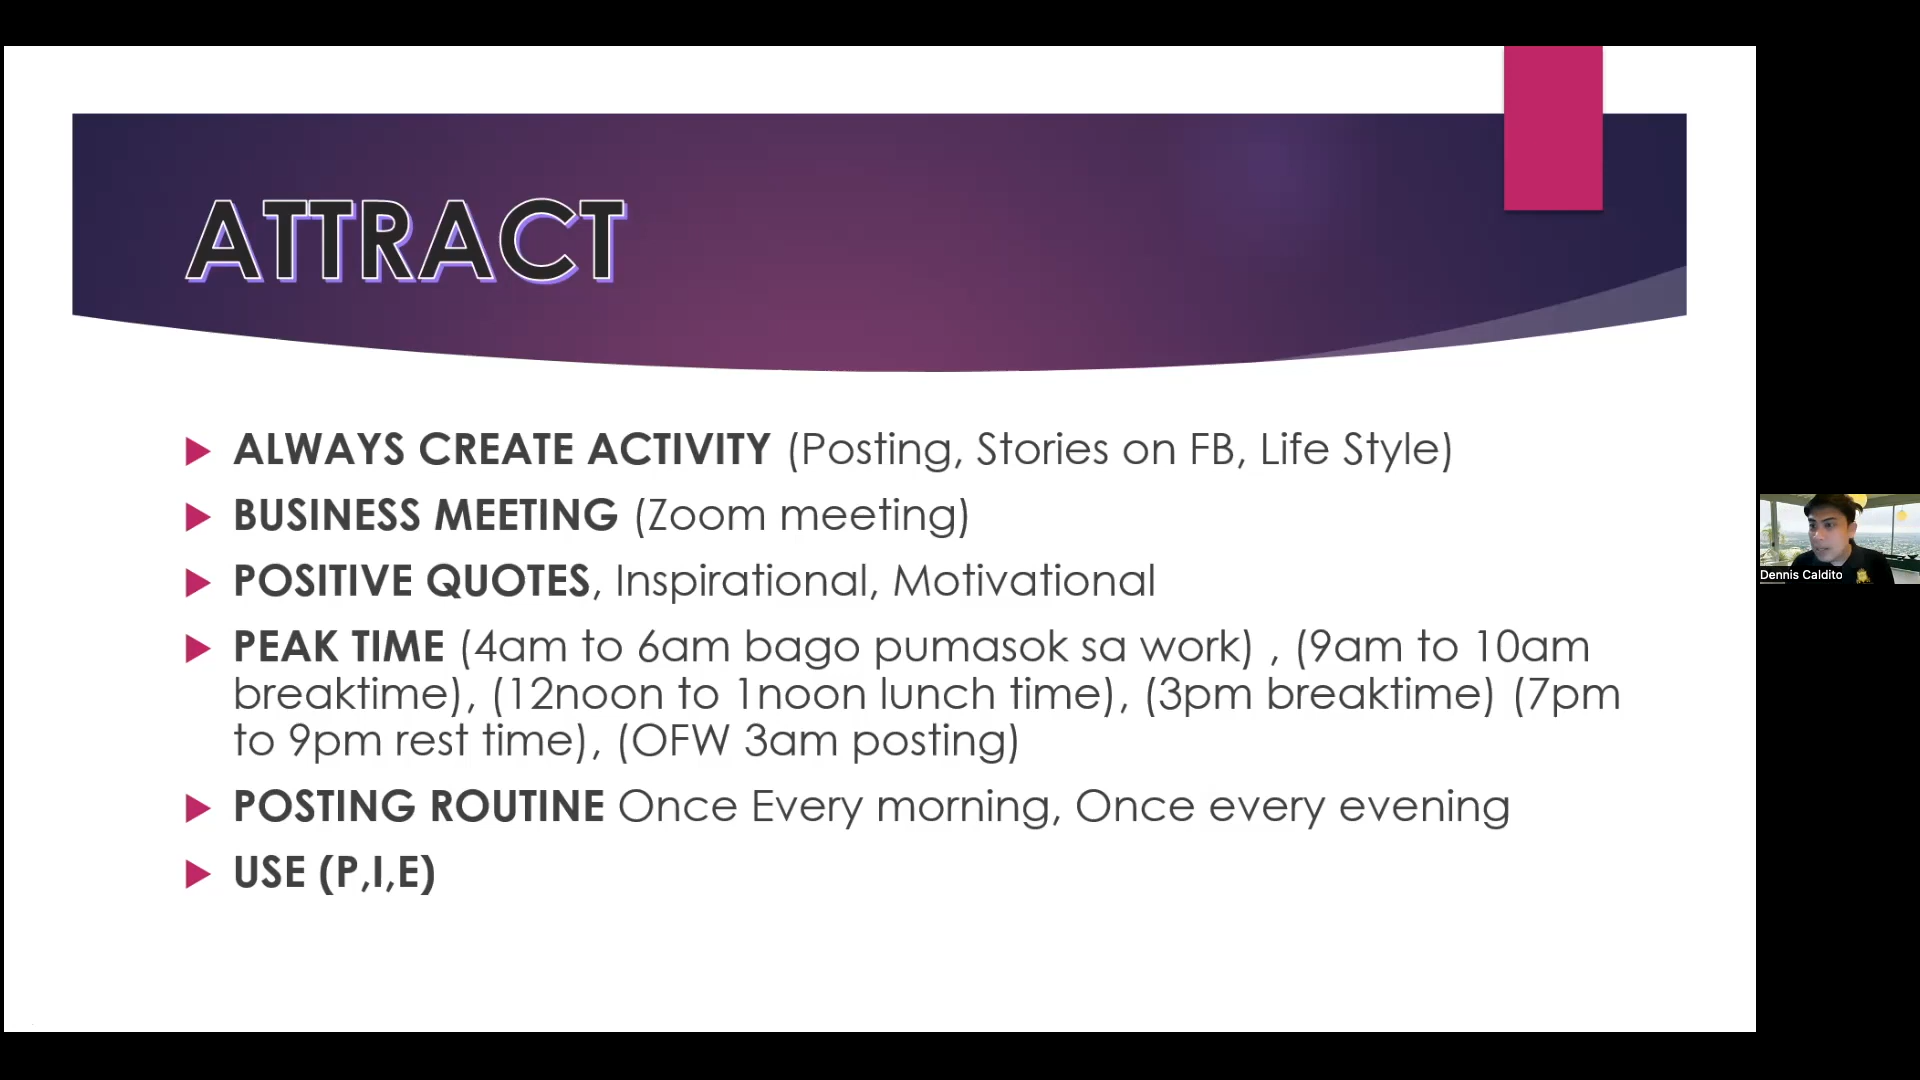 ATTRACT
ALWAYS CREATE ACTIVITY (Posting, Stories on FB, Life Style)
BUSINESS MEETING (Zoom meeting)
POSITIVE QUOTES, Inspirational, Motivational
PEAK TIME (4am to 6am bago pumasok sa work) , (9am to 10am
breaktime), (12noon to 1noon lunch time), (3pm breaktime) (7pm
to 9pm rest time), (OFW 3am posting)
POSTING ROUTINE Once Every morning, Once every evening
USE (P,I,E)
Dennis Caldito